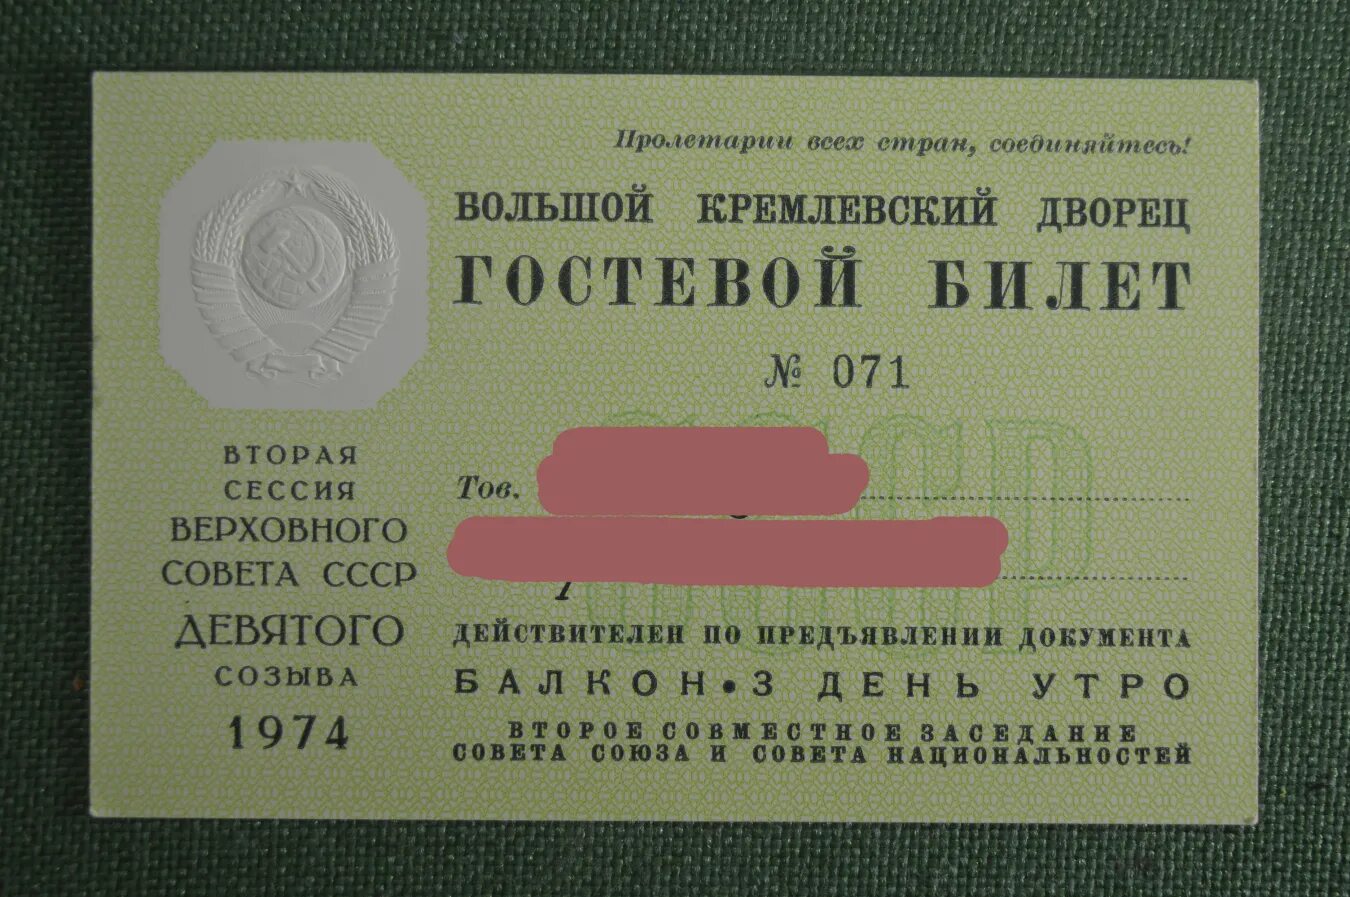 Пролетарии всех стран, соединяйтесь!
БОЛЬШОЙ КРЕМЛЕВСКИЙ ДВОРЕЦ
ГОСТЕВОЙ БИЛЕТ
№ 071
СССР
Тов.
ДЕЙСТВИТЕЛЕН ПО ПРЕДЪЯВЛЕНИИ ДОКУМЕНТА
БАЛКОН • 3 ДЕНЬ УТРО
ВТОРОЕ СОВМЕСТНОЕ ЗАСЕДАНИЕ
СОВЕТА СОЮЗА И СОВЕТА НАЦИОНАЛЬНОСТЕЙ
ВТОРАЯ
СЕССИЯ
ВЕРХОВНОГО
СОВЕТА СССР
ДЕВЯТОГО
СОЗЫВА
1974